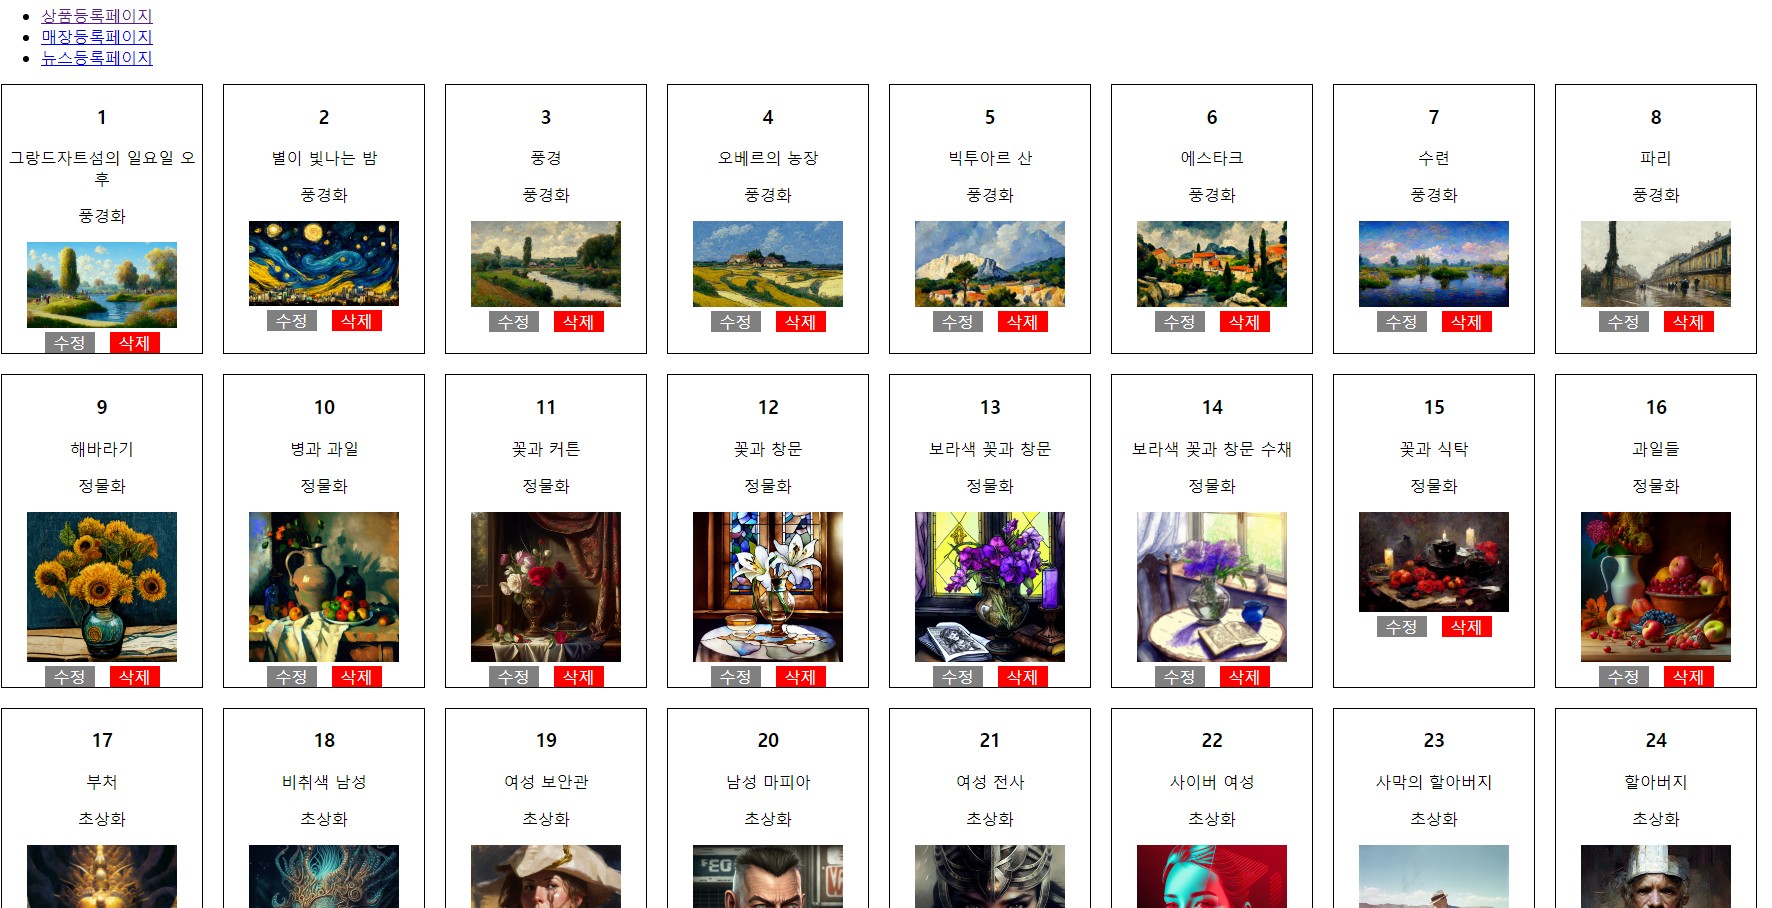 상품등록페이지
매장등록페이지
뉴스등록페이지
1
그랑드자트섬의 일요일 오
후
풍경화
수정 삭제
2
별이 빛나는 밤
풍경화
수정 삭제
3
풍경
풍경화
수정 삭제
4
오베르의 농장
풍경화
수정 삭제
5
빅투아르 산
풍경화
수정 삭제
6
에스타크
풍경화
수정 삭제
7
수련
풍경화
수정 삭제
8
파리
풍경화
수정 삭제
9
해바라기
정물화
수정 삭제
10
병과 과일
정물화
수정 삭제
11
꽃과 커튼
정물화
수정 삭제
12
꽃과 창문
정물화
수정 삭제
13
보라색 꽃과 창문
정물화
수정 삭제
14
보라색 꽃과 창문 수채
정물화
수정 삭제
15
꽃과 식탁
정물화
수정 삭제
16
과일들
정물화
수정 삭제
17
부처
초상화
18
비취색 남성
초상화
19
여성 보안관
초상화
20
남성 마피아
초상화
21
여성 전사
초상화
22
사이버 여성
초상화
23
사막의 할아버지
초상화
24
할아버지
초상화